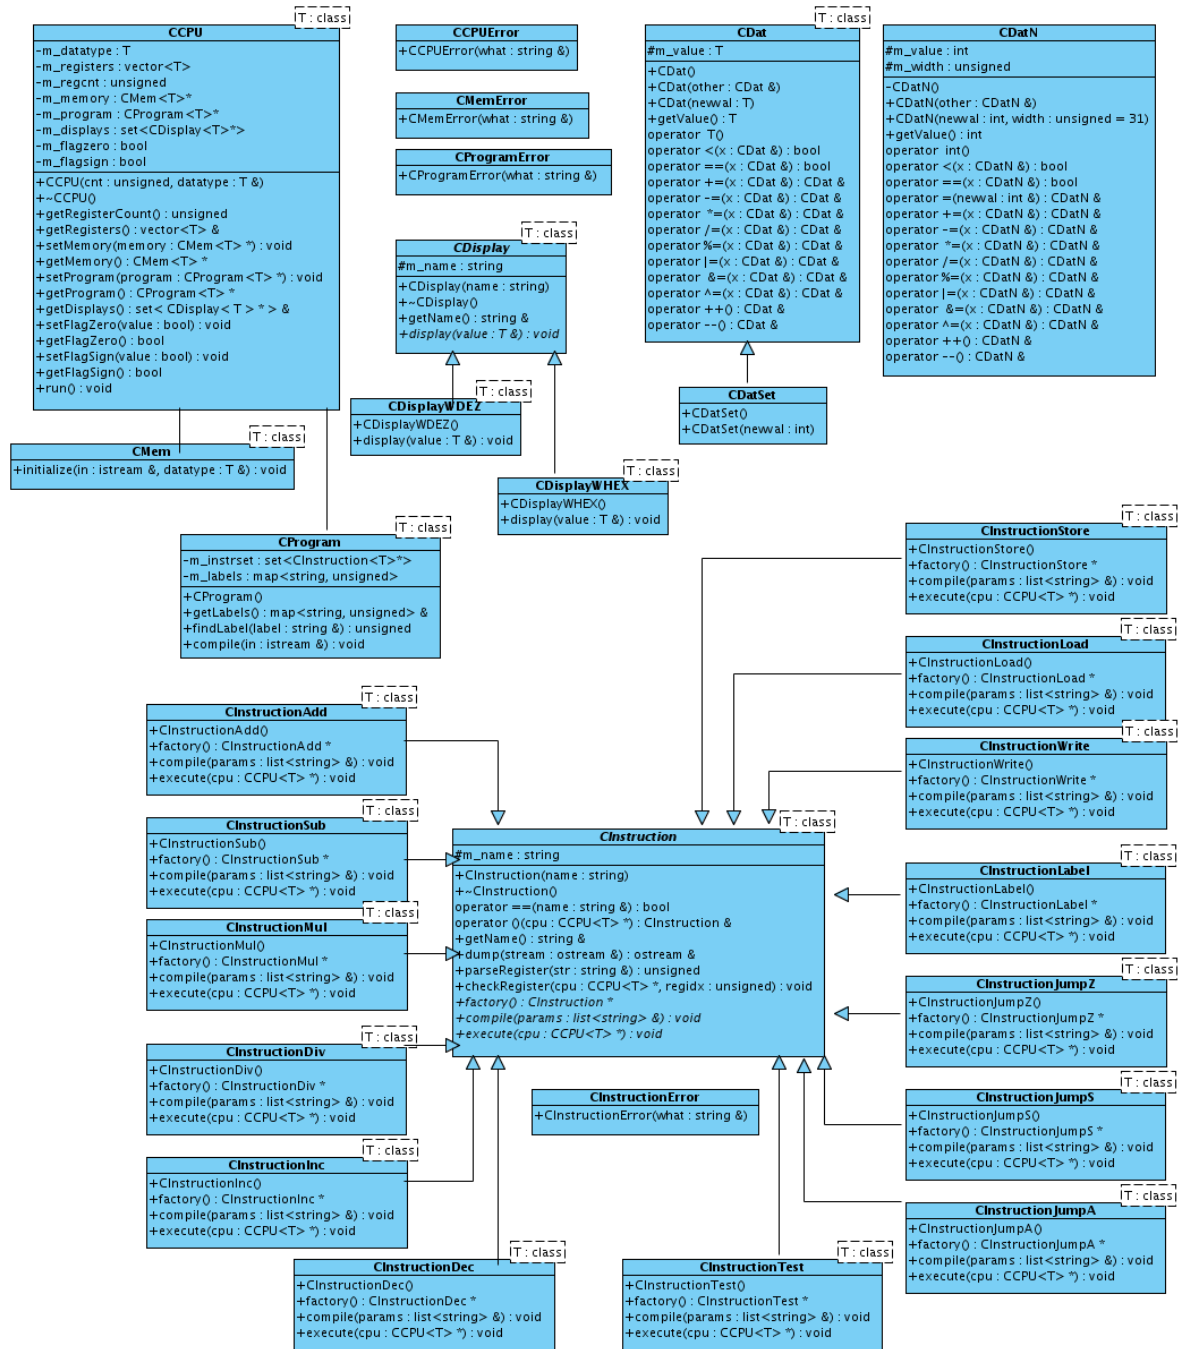 T : class
CCPU
-m_datatype : T
-m_registers : vector<T>
-m_regcnt : unsigned
-m_memory : CMem<T>*
-m_program : CProgram<T>*
-m_displays : set<CDisplay<T>*>
-m_flagzero : bool
-m_flagsign : bool
+CCPU(cnt : unsigned, datatype : T &)
+~CCPU()
+getRegisterCount() : unsigned
+getRegisters() : vector<T> &
+setMemory(memory : CMem<T> *) : void
+getMemory() : CMem<T> *
+setProgram(program : CProgram<T> *) : void
+getProgram() : CProgram<T> *
+getDisplays() : set< CDisplay< T > * > &
+setFlagZero(value : bool) : void
+getFlagZero() : bool
+setFlagSign(value : bool) : void
+getFlagSign() : bool
+run() : void
CCPUError
+CCPUError(what : string &)
CMemError
+CMemError(what : string &)
CProgramError
+CProgramError(what : string &)
T : class
CDisplay
#m_name : string
+CDisplay(name : string)
+~CDisplay()
+getName() : string &
+display(value : T &) : void
T : class
CDat
#m_value : T
+CDat()
+CDat(other : CDat &)
+CDat(newval : T)
+getValue() : T
operator T()
operator <(x : CDat &) : bool
operator ==(x : CDat &) : bool
operator +=(x : CDat &) : CDat &
operator -=(x : CDat &) : CDat &
operator *=(x : CDat &) : CDat &
operator /=(x : CDat &) : CDat &
operator %=(x : CDat &) : CDat &
operator |=(x : CDat &) : CDat &
operator &=(x : CDat &) : CDat &
operator ^=(x : CDat &) : CDat &
operator ++() : CDat &
operator --() : CDat &
CDatN
#m_value : int
#m_width : unsigned
-CDatN()
+CDatN(other : CDatN &)
+CDatN(newval : int, width : unsigned = 31)
+getValue() : int
operator int()
operator <(x : CDatN &) : bool
operator ==(x : CDatN &) : bool
operator =(newval : int &) : CDatN &
operator +=(x : CDatN &) : CDatN &
operator -=(x : CDatN &) : CDatN &
operator *=(x : CDatN &) : CDatN &
operator /=(x : CDatN &) : CDatN &
operator %=(x : CDatN &) : CDatN &
operator |=(x : CDatN &) : CDatN &
operator &=(x : CDatN &) : CDatN &
operator ^=(x : CDatN &) : CDatN &
operator ++() : CDatN &
operator --() : CDatN &
CDatSet
+CDatSet()
+CDatSet(newval : int)
T : class
CDisplayWDEZ
+CDisplayWDEZ()
+display(value : T &) : void
T : class
CMem
+initialize(in : istream &, datatype : T &) : void
T : class
CDisplayWHEX
+CDisplayWHEX()
+display(value : T &) : void
T : class
CProgram
-m_instrset : set<CInstruction<T>*>
-m_labels : map<string, unsigned>
+CProgram()
+getLabels() : map<string, unsigned> &
+findLabel(label : string &) : unsigned
+compile(in : istream &) : void
T : class
CInstructionStore
+CInstructionStore()
+factory() : CInstructionStore *
+compile(params : list<string> &) : void
+execute(cpu : CCPU<T> *) : void
T : class
CInstructionLoad
+CInstructionLoad()
+factory() : CInstructionLoad *
+compile(params : list<string> &) : void
+execute(cpu : CCPU<T> *) : void
T : class
CInstructionWrite
+CInstructionWrite()
+factory() : CInstructionWrite *
+compile(params : list<string> &) : void
+execute(cpu : CCPU<T> *) : void
T : class
CInstructionAdd
+CInstructionAdd()
+factory() : CInstructionAdd *
+compile(params : list<string> &) : void
+execute(cpu : CCPU<T> *) : void
T : class
CInstructionSub
+CInstructionSub()
+factory() : CInstructionSub *
+compile(params : list<string> &) : void
+execute(cpu : CCPU<T> *) : void
T : class
CInstructionMul
+CInstructionMul()
+factory() : CInstructionMul *
+compile(params : list<string> &) : void
+execute(cpu : CCPU<T> *) : void
T : class
CInstructionDiv
+CInstructionDiv()
+factory() : CInstructionDiv *
+compile(params : list<string> &) : void
+execute(cpu : CCPU<T> *) : void
T : class
CInstructionInc
+CInstructionInc()
+factory() : CInstructionInc *
+compile(params : list<string> &) : void
+execute(cpu : CCPU<T> *) : void
T : class
CInstruction
#m_name : string
+CInstruction(name : string)
+~CInstruction()
operator ==(name : string &) : bool
operator ()(cpu : CCPU<T> *) : CInstruction &
+getName() : string &
+dump(stream : ostream &) : ostream &
+parseRegister(str : string &) : unsigned
+checkRegister(cpu : CCPU<T> *, regidx : unsigned) : void
+factory() : CInstruction *
+compile(params : list<string> &) : void
+execute(cpu : CCPU<T> *) : void
CInstructionError
+CInstructionError(what : string &)
T : class
CInstructionLabel
+CInstructionLabel()
+factory() : CInstructionLabel *
+compile(params : list<string> &) : void
+execute(cpu : CCPU<T> *) : void
T : class
CInstructionJumpZ
+CInstructionJumpZ()
+factory() : CInstructionJumpZ *
+compile(params : list<string> &) : void
+execute(cpu : CCPU<T> *) : void
T : class
CInstructionJumpS
+CInstructionJumpS()
+factory() : CInstructionJumpS *
+compile(params : list<string> &) : void
+execute(cpu : CCPU<T> *) : void
T : class
CInstructionJumpA
+CInstructionJumpA()
+factory() : CInstructionJumpA *
+compile(params : list<string> &) : void
+execute(cpu : CCPU<T> *) : void
T : class
CInstructionDec
+CInstructionDec()
+factory() : CInstructionDec *
+compile(params : list<string> &) : void
+execute(cpu : CCPU<T> *) : void
T : class
CInstructionTest
+CInstructionTest()
+factory() : CInstructionTest *
+compile(params : list<string> &) : void
+execute(cpu : CCPU<T> *) : void